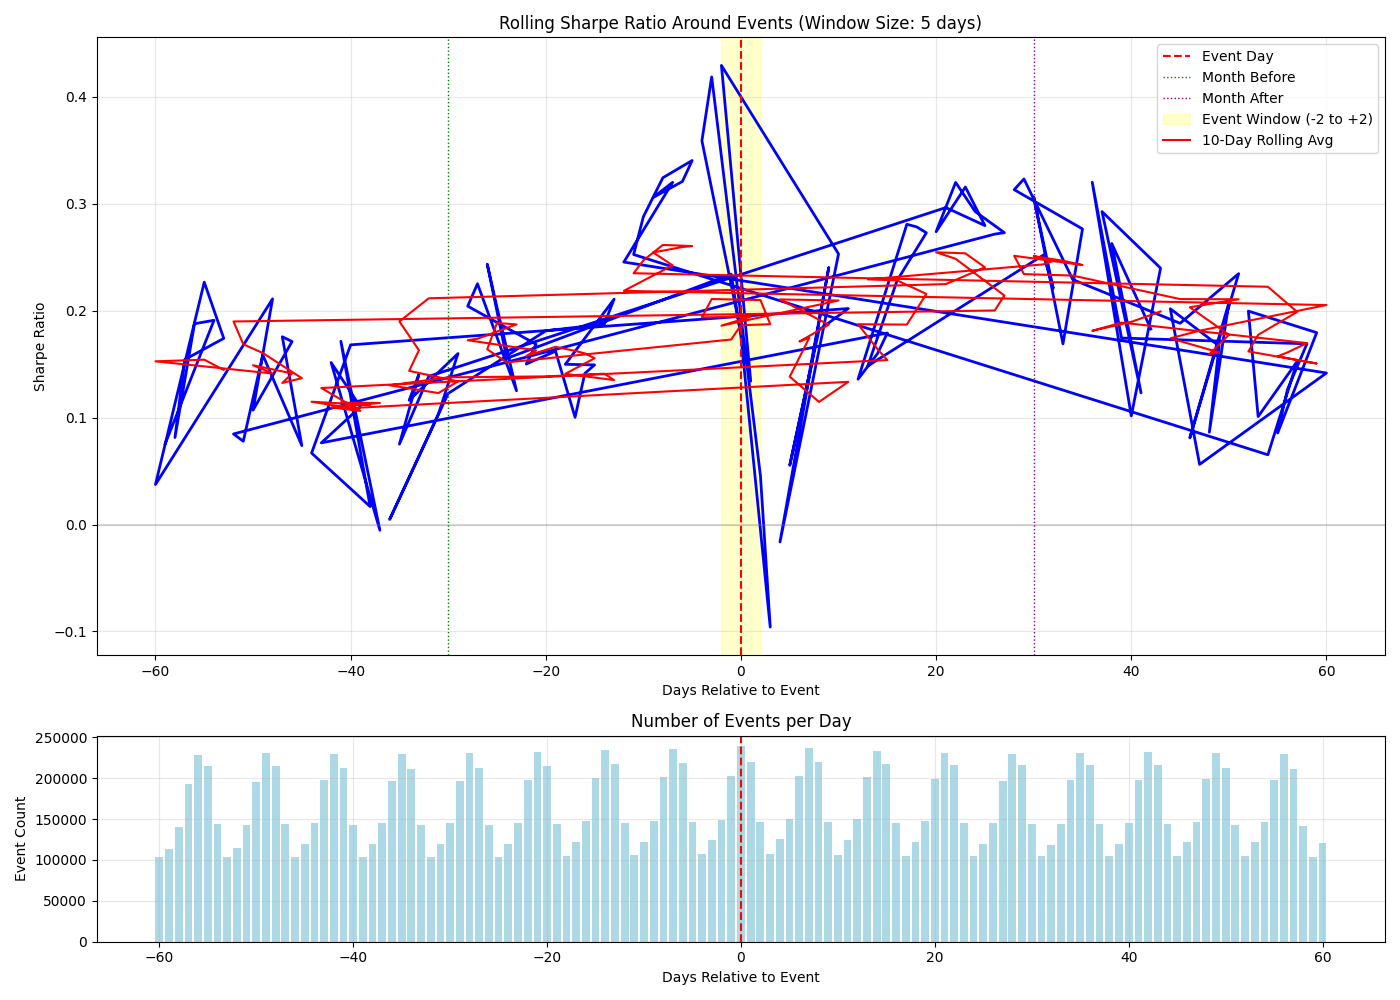 Rolling Sharpe Ratio Around Events (Window Size: 5 days)
Event Day
Month Before
Month After
Event Window (-2 to +2)
10-Day Rolling Avg
Sharpe Ratio
0.4
0.3
0.2
0.1
0.0
−0.1
−60 −40 −20 0 20 40 60
Days Relative to Event
Number of Events per Day
Event Count
250000
200000
150000
100000
50000
0
−60 −40 −20 0 20 40 60
Days Relative to Event